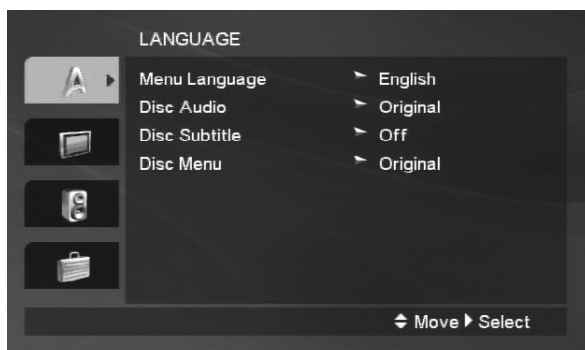 LANGUAGE
A
Menu Language English
Disc Audio Original
Disc Subtitle Off
Disc Menu Original
Move Select